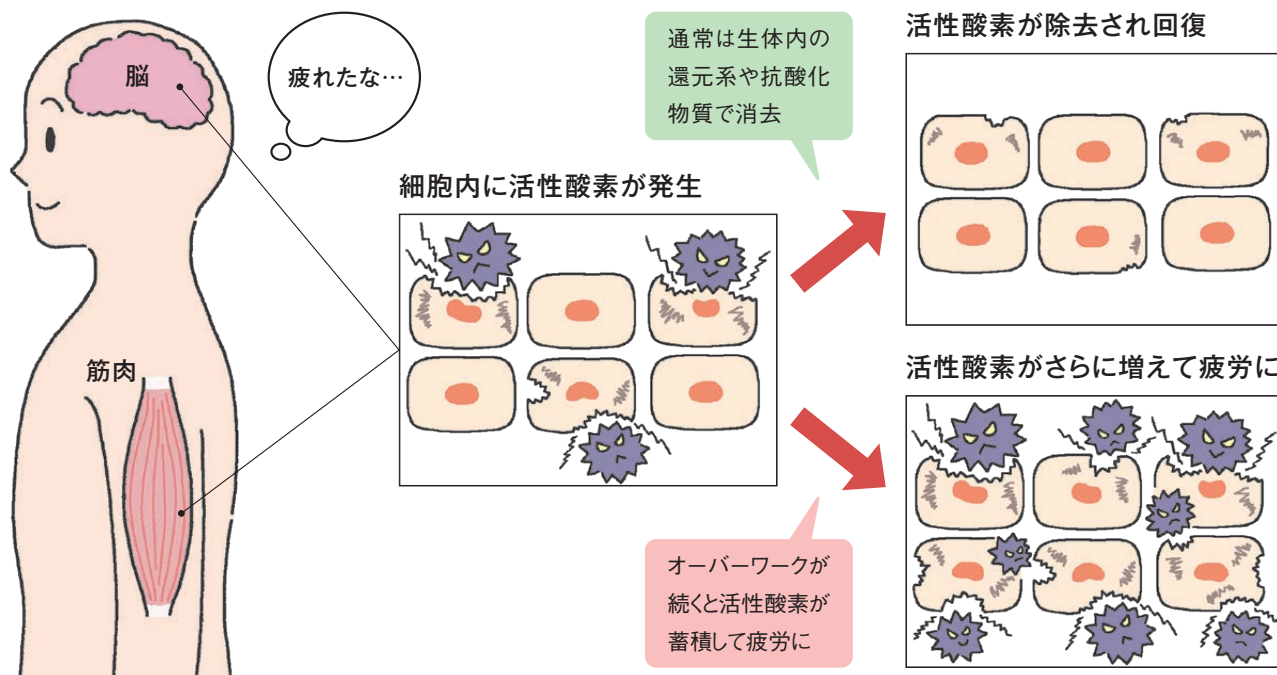 脳
疲れたな…
筋肉
細胞内に活性酸素が発生
通常は生体内の
還元系や抗酸化
物質で消去
活性酸素が除去され回復
オーバーワークが
続くと活性酸素が
蓄積して疲労に
活性酸素がさらに増えて疲労に